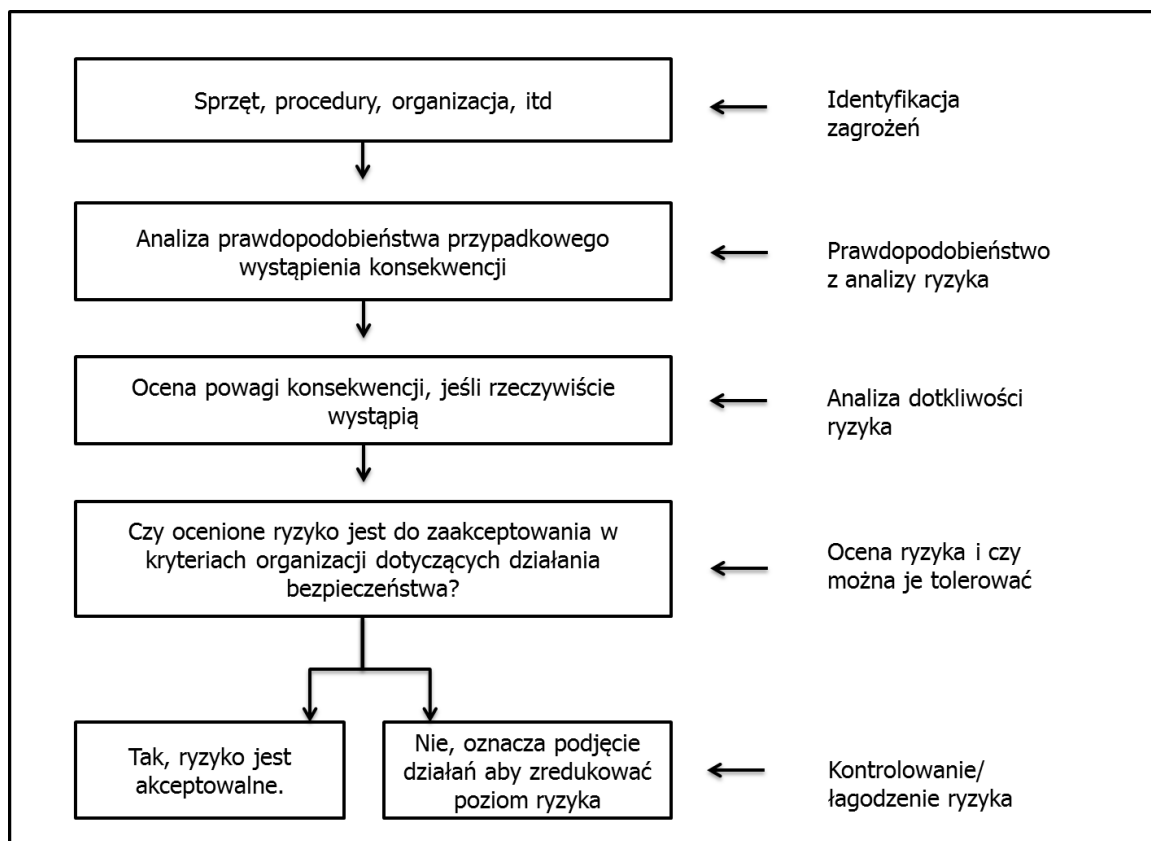 Sprzęt, procedury, organizacja, itd
Identyfikacja
zagrożeń
Analiza prawdopodobieństwa przypadkowego
wystąpienia konsekwencji
Prawdopodobieństwo
z analizy ryzyka
Ocena powagi konsekwencji, jeśli rzeczywiście
wystąpią
Analiza dotkliwości
ryzyka
Czy ocenione ryzyko jest do zaakceptowania w
kryteriach organizacji dotyczących działania
bezpieczeństwa?
Ocena ryzyka i czy
można je tolerować
Tak, ryzyko jest
akceptowalne.
Nie, oznacza podjęcie
działań aby zredukować
poziom ryzyka
Kontrolowanie/
łagodzenie ryzyka